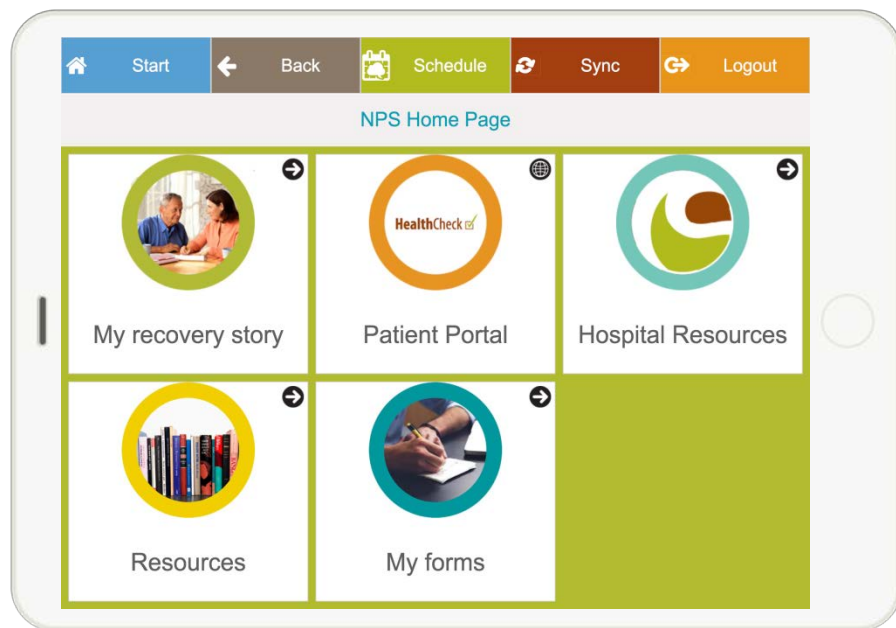 Start Back Schedule Sync Logout
NPS Home Page
HealthCheck
My recovery story Patient Portal Hospital Resources
Resources My forms